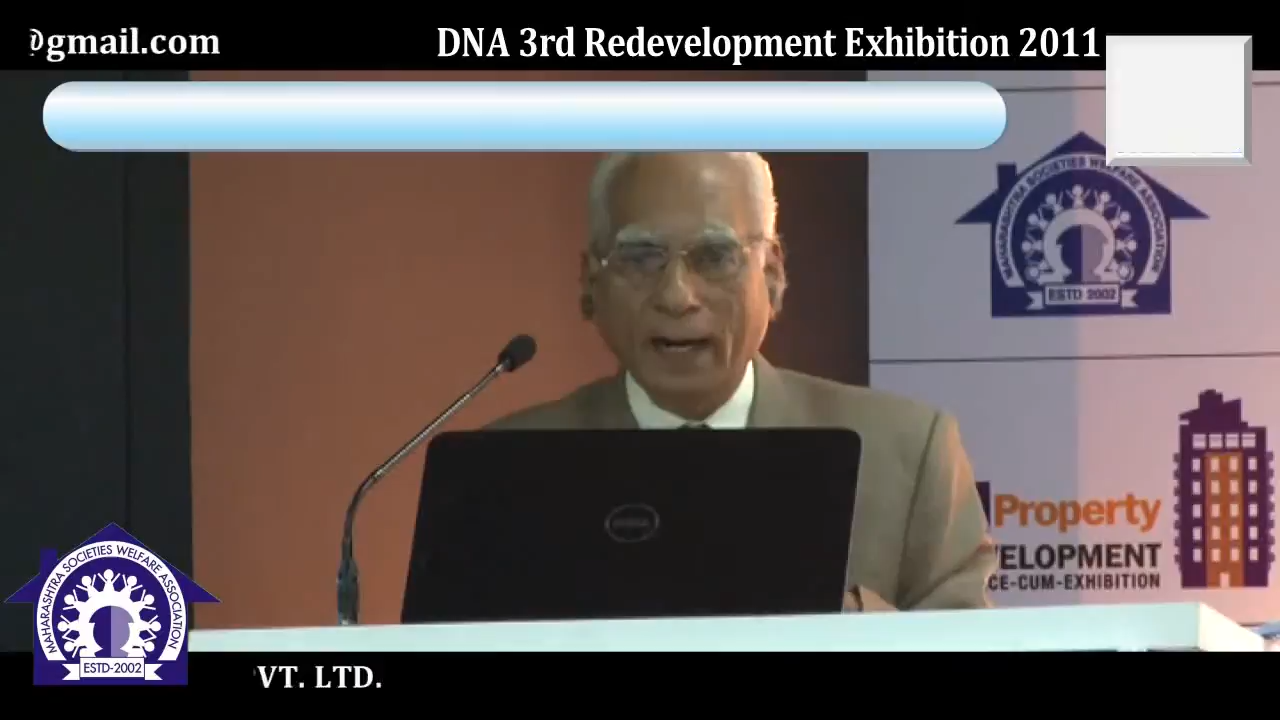 @gmail.com
DNA 3rd Redevelopment Exhibition 2011
MAHARASHTRA SOCIETIES WELFARE ASSOCIATION
ESTD 2002
Property
ELOPMENT
CE-CUM-EXHIBITION
DELL
MAHARASHTRA SOCIETIES WELFARE ASSOCIATION
ESTD-2002
VT. LTD.